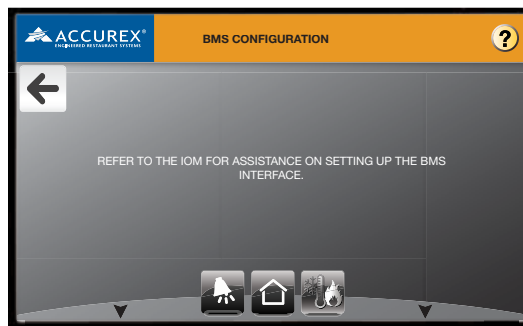 ACCUREX®
ENGINEERED RESTAURANT SYSTEMS
BMS CONFIGURATION
?
REFER TO THE IOM FOR ASSISTANCE ON SETTING UP THE BMS
INTERFACE.